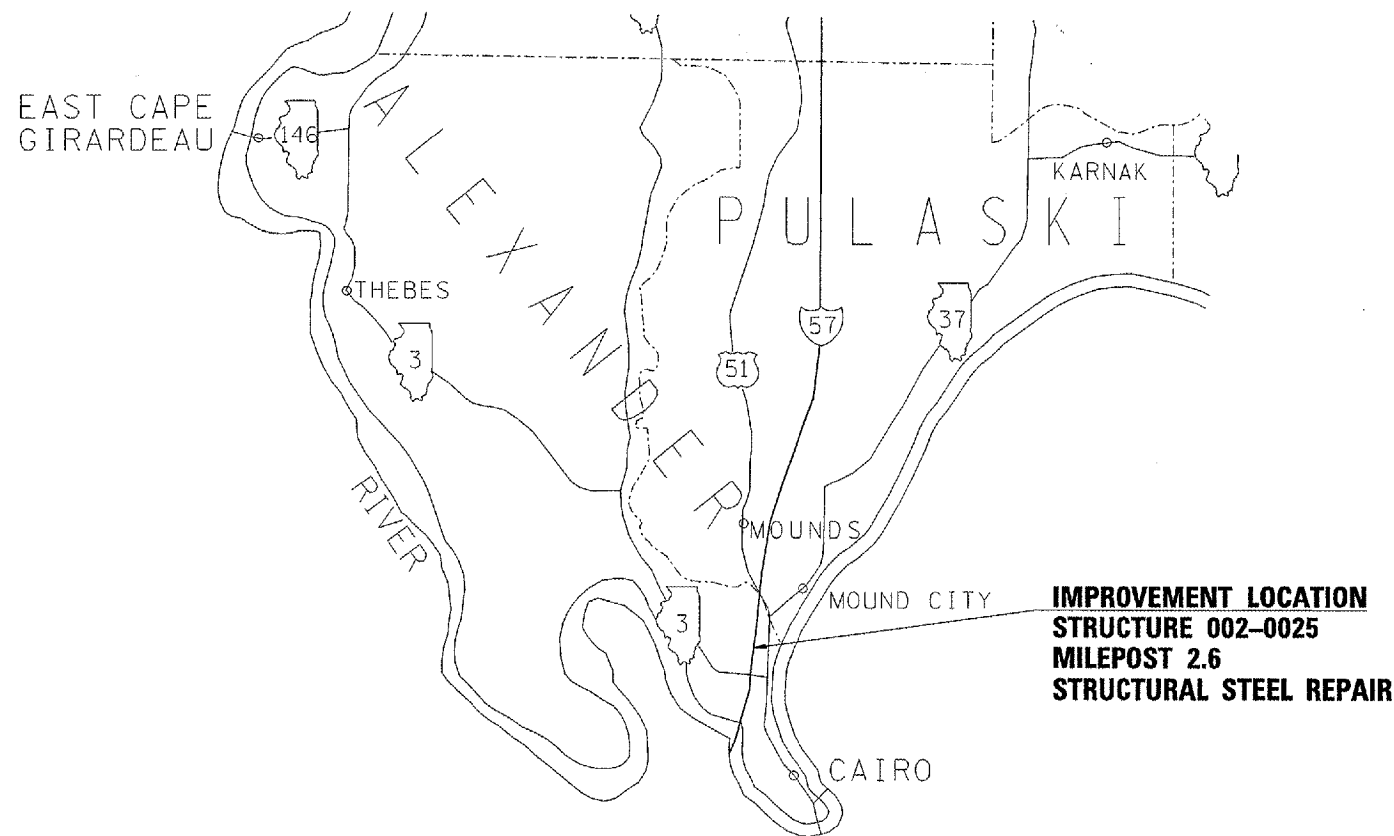 EAST CAPE
GIRARDEAU
146
ALEXANDER
PULASKI
KARNAK
THEBES
3
51
57
37
RIVER
MOUNDS
MOUND CITY
3
CAIRO
IMPROVEMENT LOCATION
STRUCTURE 002–0025
MILEPOST 2.6
STRUCTURAL STEEL REPAIR